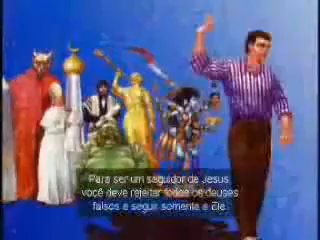 Para ser um seguidor de Jesus
você deve rejeitar todos os deuses
falsos e seguir somente a Ele.